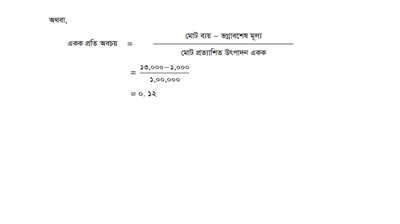 অথবা,
একক প্রতি অবচয় = মোট ব্যয় – ভগ্নাবশেষ মূল্য
মোট প্রত্যাশিত উৎপাদন একক
= ১৩,০০০–১,০০০
১,০০,০০০
= ০. ১২